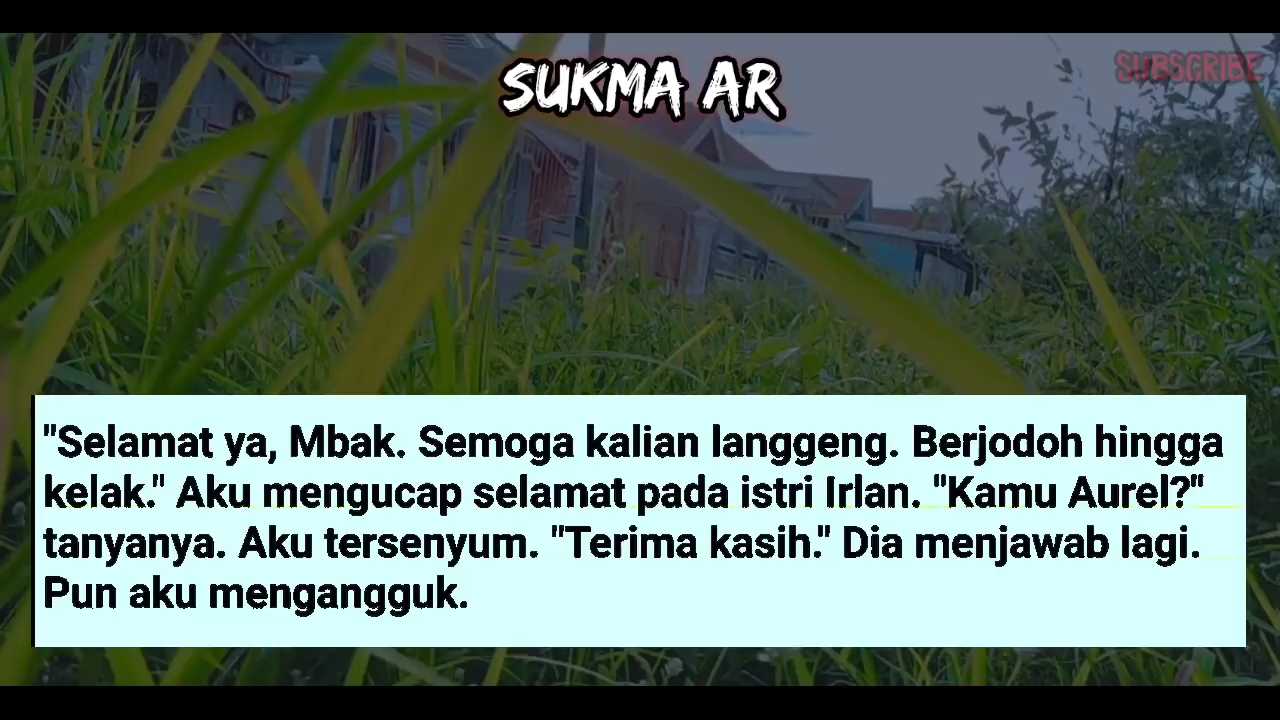 SUKMA AR
SUBSCRIBE
"Selamat ya, Mbak. Semoga kalian langgeng. Berjodoh hingga
kelak." Aku mengucap selamat pada istri Irlan. "Kamu Aurel?"
tanyanya. Aku tersenyum. "Terima kasih." Dia menjawab lagi.
Pun aku mengangguk.